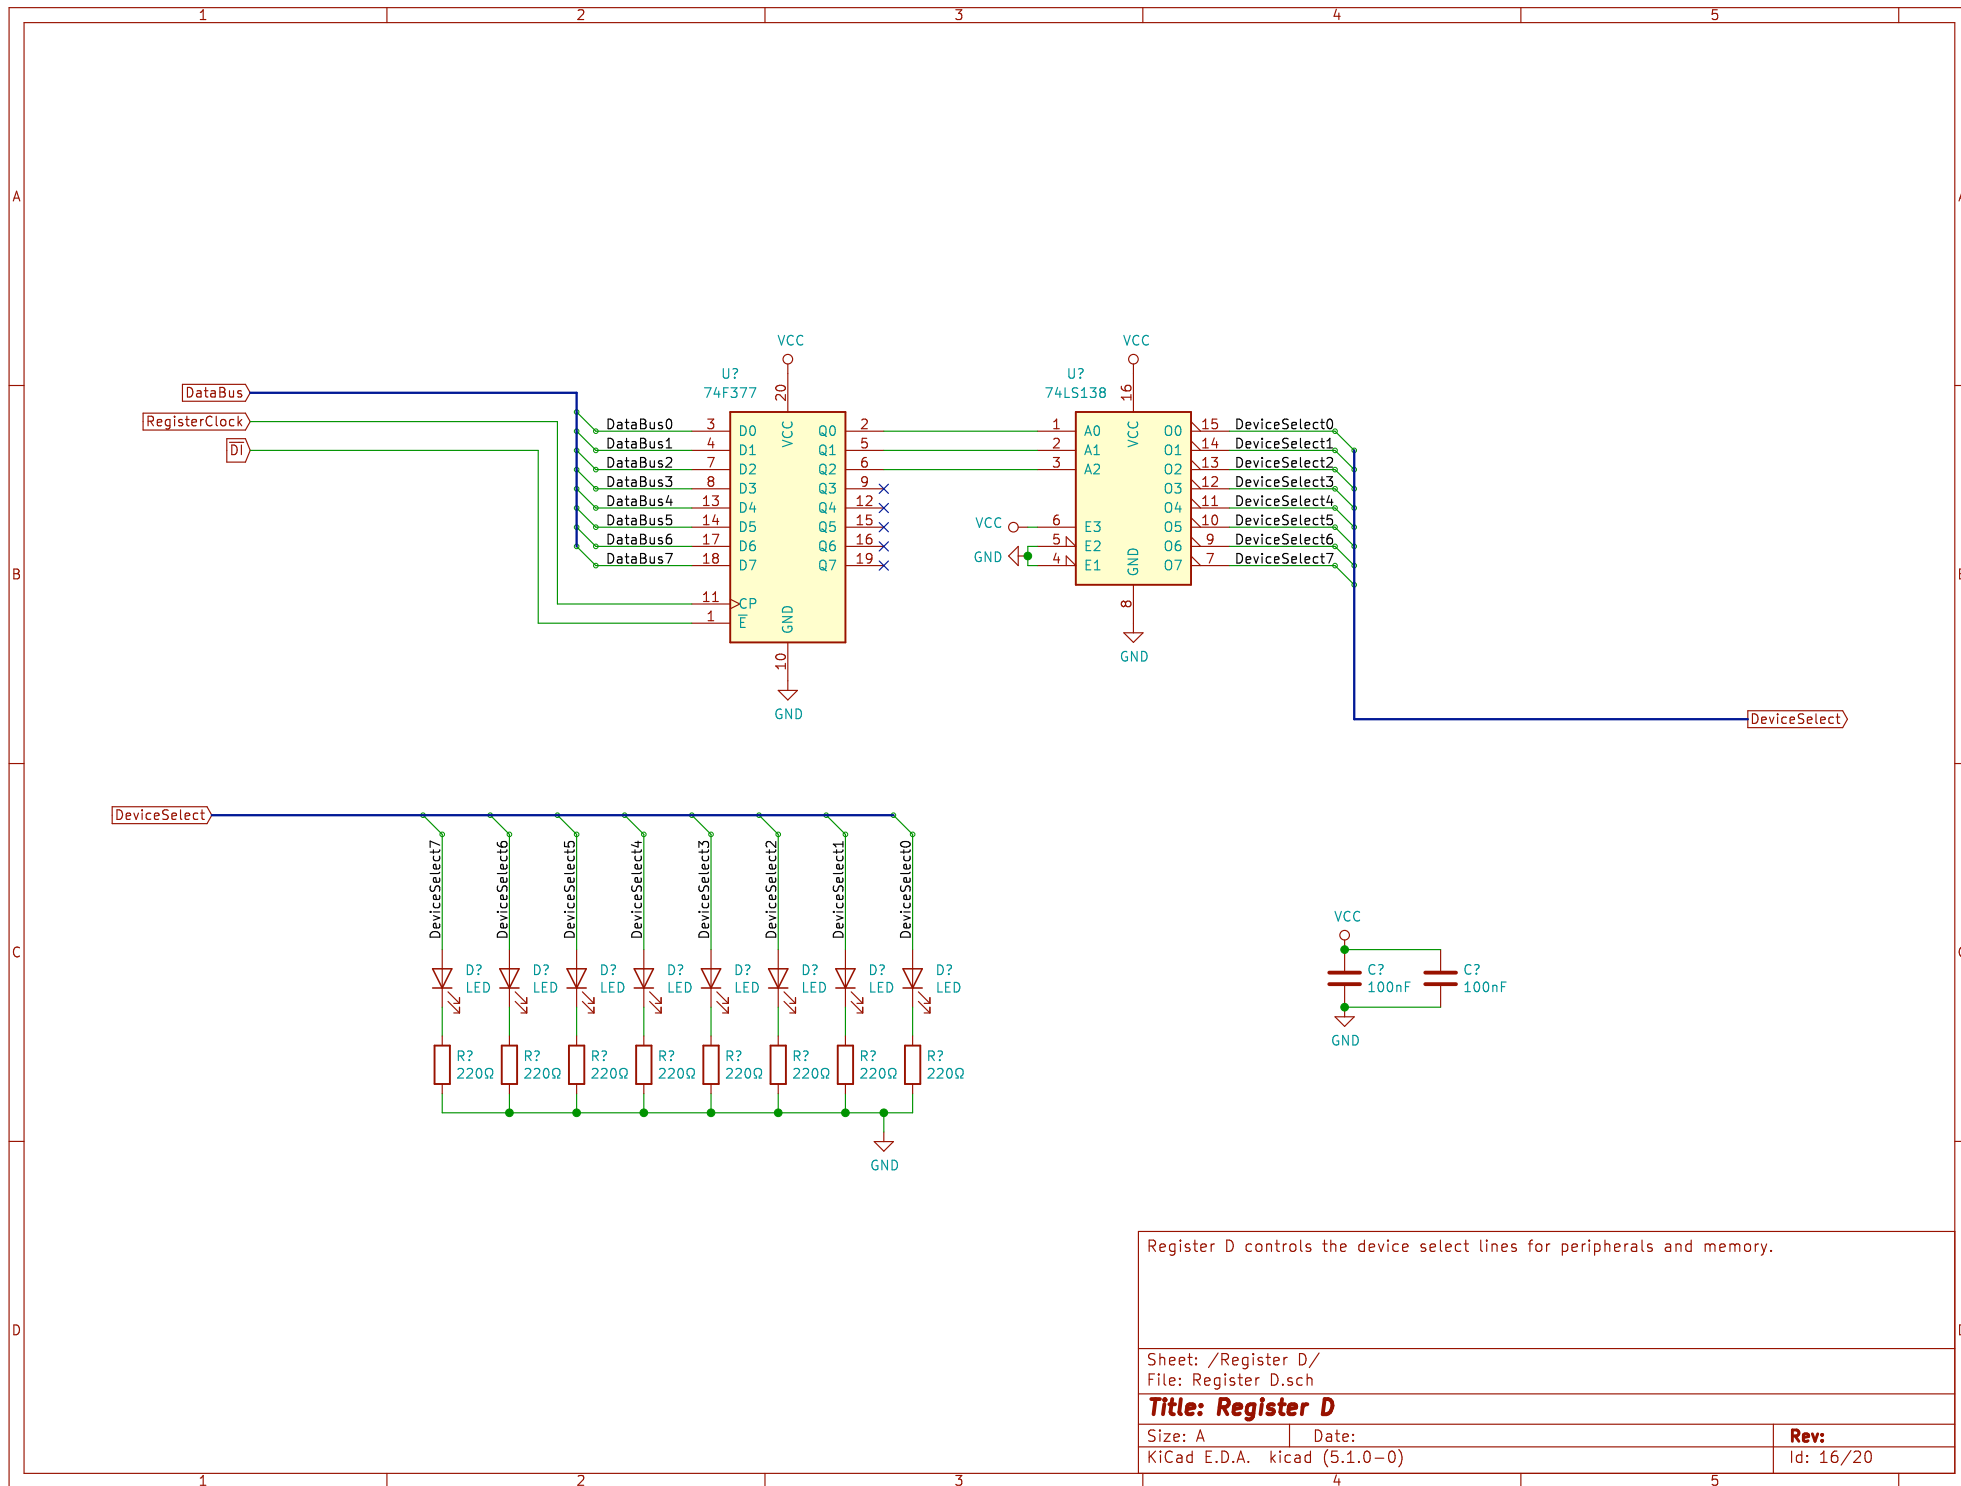 1 2 3 4 5
A
B
C
D
VCC
U?
74F377
20
VCC
DataBus
RegisterClock
D̅I̅
DataBus0 3 D0 Q0 2
DataBus1 4 D1 Q1 5
DataBus2 7 D2 Q2 6
DataBus3 8 D3 Q3 9
DataBus4 13 D4 Q4 12
DataBus5 14 D5 Q5 15
DataBus6 17 D6 Q6 16
DataBus7 18 D7 Q7 19
11 CP
1 E̅
GND
10
GND
VCC
U?
74LS138
16
VCC
1 A0 O0 15 DeviceSelect0
2 A1 O1 14 DeviceSelect1
3 A2 O2 13 DeviceSelect2
O3 12 DeviceSelect3
O4 11 DeviceSelect4
VCC 6 E3 O5 10 DeviceSelect5
5 E2 O6 9 DeviceSelect6
GND 4 E1 O7 7 DeviceSelect7
GND
8
GND
DeviceSelect
DeviceSelect
DeviceSelect7
DeviceSelect6
DeviceSelect5
DeviceSelect4
DeviceSelect3
DeviceSelect2
DeviceSelect1
DeviceSelect0
D? D? D? D? D? D? D? D?
LED LED LED LED LED LED LED LED
R? R? R? R? R? R? R? R?
220Ω 220Ω 220Ω 220Ω 220Ω 220Ω 220Ω 220Ω
GND
VCC
C? C?
100nF 100nF
GND
Register D controls the device select lines for peripherals and memory.
Sheet: /Register D/
File: Register D.sch
Title: Register D
Size: A Date: Rev:
KiCad E.D.A. kicad (5.1.0-0) Id: 16/20
1 2 3 4 5